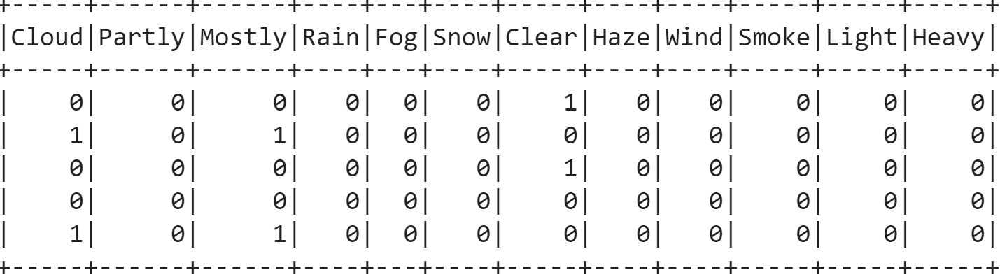 +-----+------+------+----+---+----+-----+----+----+-----+-----+-----+
|Cloud|Partly|Mostly|Rain|Fog|Snow|Clear|Haze|Wind|Smoke|Light|Heavy|
+-----+------+------+----+---+----+-----+----+----+-----+-----+-----+
|    0|     0|     0|   0|  0|   0|    1|   0|   0|    0|    0|    0|
|    1|     0|     1|   0|  0|   0|    0|   0|   0|    0|    0|    0|
|    0|     0|     0|   0|  0|   0|    1|   0|   0|    0|    0|    0|
|    0|     0|     0|   0|  0|   0|    0|   0|   0|    0|    0|    0|
|    1|     0|     1|   0|  0|   0|    0|   0|   0|    0|    0|    0|
+-----+------+------+----+---+----+-----+----+----+-----+-----+-----+